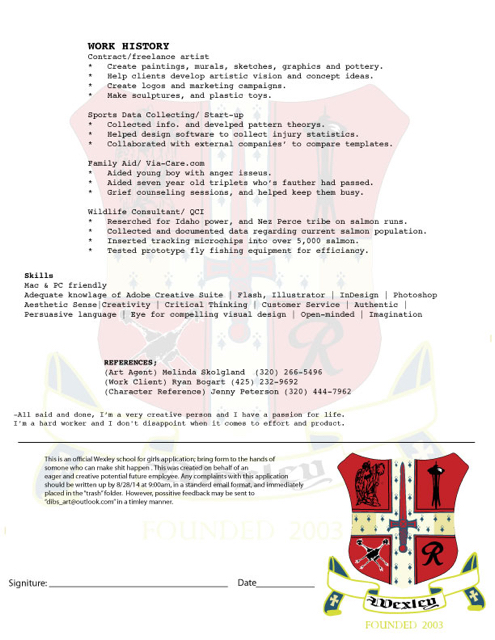 WORK HISTORY
Contract/freelance artist
* Create paintings, murals, sketches, graphics and pottery.
* Help clients develop artistic vision and concept ideas.
* Create logos and marketing campaigns.
* Make sculptures, and plastic toys.
Sports Data Collecting/ Start-up
* Collected info. and develped pattern theorys.
* Helped design software to collect injury statistics.
* Collaborated with external companies’ to compare templates.
Family Aid/ Via-Care.com
* Aided young boy with anger isseus.
* Aided seven year old triplets who’s fauther had passed.
* Grief counseling sessions, and helped keep them busy.
Wildlife Consultant/ QCI
* Reserched for Idaho power, and Nez Perce tribe on salmon runs.
* Collected and documented data regarding current salmon population.
* Inserted tracking microchips into over 5,000 salmon.
* Tested prototype fly fishing equipment for efficiency.
Skills
Mac & PC friendly
Adequate knowlage of Adobe Creative Suite | Flash, Illustrator | InDesign | Photoshop
Aesthetic Sense|Creativity | Critical Thinking | Customer Service | Authentic |
Persuasive language | Eye for compelling visual design | Open-minded | Imagination
REFERENCES;
(Art Agent) Melinda Skolgland (320) 266-5496
(Work Client) Ryan Bogart (425) 232-9692
(Character Reference) Jenny Peterson (320) 444-7962
-All said and done, I’m a very creative person and I have a passion for life.
I’m a hard worker and I don’t disappoint when it comes to effort and product.
This is an official Wexley school for girls application; bring form to the hands of
somone who can make shit happen . This was created on behalf of an
eager and creative potential future employee. Any complaints with this application
should be written up by 8/28/14 at 9:00am, in a standerd email format, and immediately
placed in the “trash” folder. However, possitive feedback may be sent to
“dibs_art@outlook.com” in a timley manner.
R
Wexley
FOUNDED 2003
R
Wexley
FOUNDED 2003
Signiture: Date